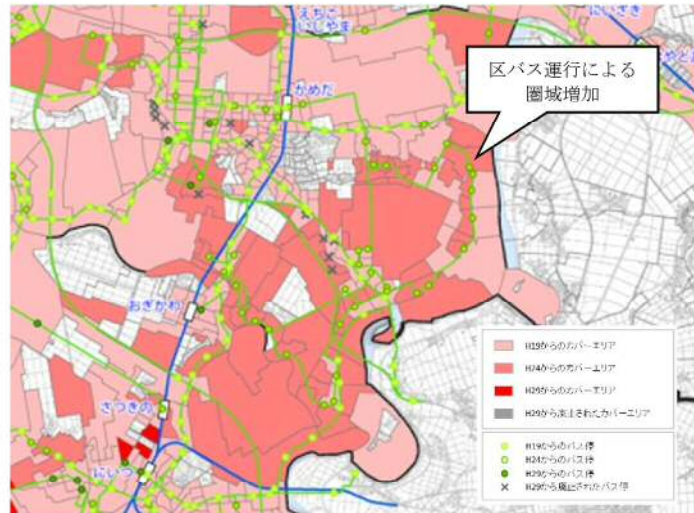 えちご
いしやま
にいざき
かめだ
区バス運行による
圏域増加
おぎかわ
さつきの
にいつ
H19からのカバーエリア
H24からのカバーエリア
H29からのカバーエリア
H29から廃止されたカバーエリア
H19からのバス停
H24からのバス停
H29からのバス停
H29から廃止されたバス停